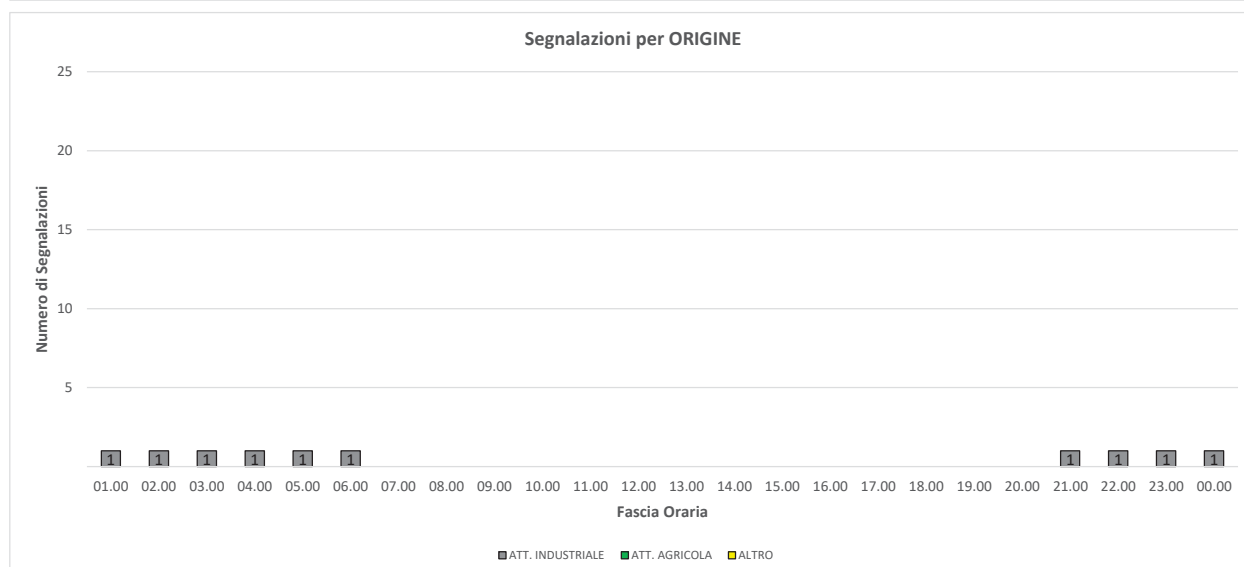 Segnalazioni per ORIGINE
25
20
15
10
5
Numero di Segnalazioni
1 1 1 1 1 1 1 1 1 1
01.00 02.00 03.00 04.00 05.00 06.00 07.00 08.00 09.00 10.00 11.00 12.00 13.00 14.00 15.00 16.00 17.00 18.00 19.00 20.00 21.00 22.00 23.00 00.00
Fascia Oraria
ATT. INDUSTRIALE ATT. AGRICOLA ALTRO